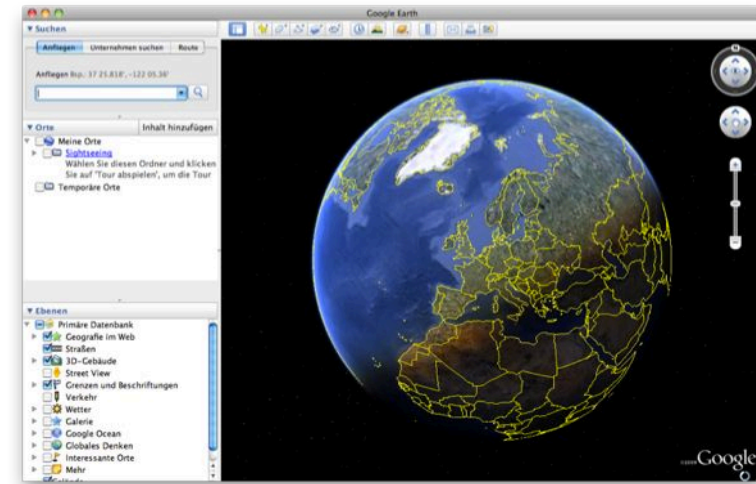 Google Earth
Suchen
Anfliegen Unternehmen suchen Route
Anfliegen Bsp.: 37 25.818', -122 05.36'
Orte Inhalt hinzufügen
Meine Orte
Sightseeing
Wählen Sie diesen Ordner und klicken
Sie auf 'Tour abspielen', um die Tour
Temporäre Orte
Ebenen
Primäre Datenbank
Geografie im Web
Straßen
3D-Gebäude
Street View
Grenzen und Beschriftungen
Verkehr
Wetter
Galerie
Google Ocean
Globales Denken
Interessante Orte
Mehr
Gelände
N
Google